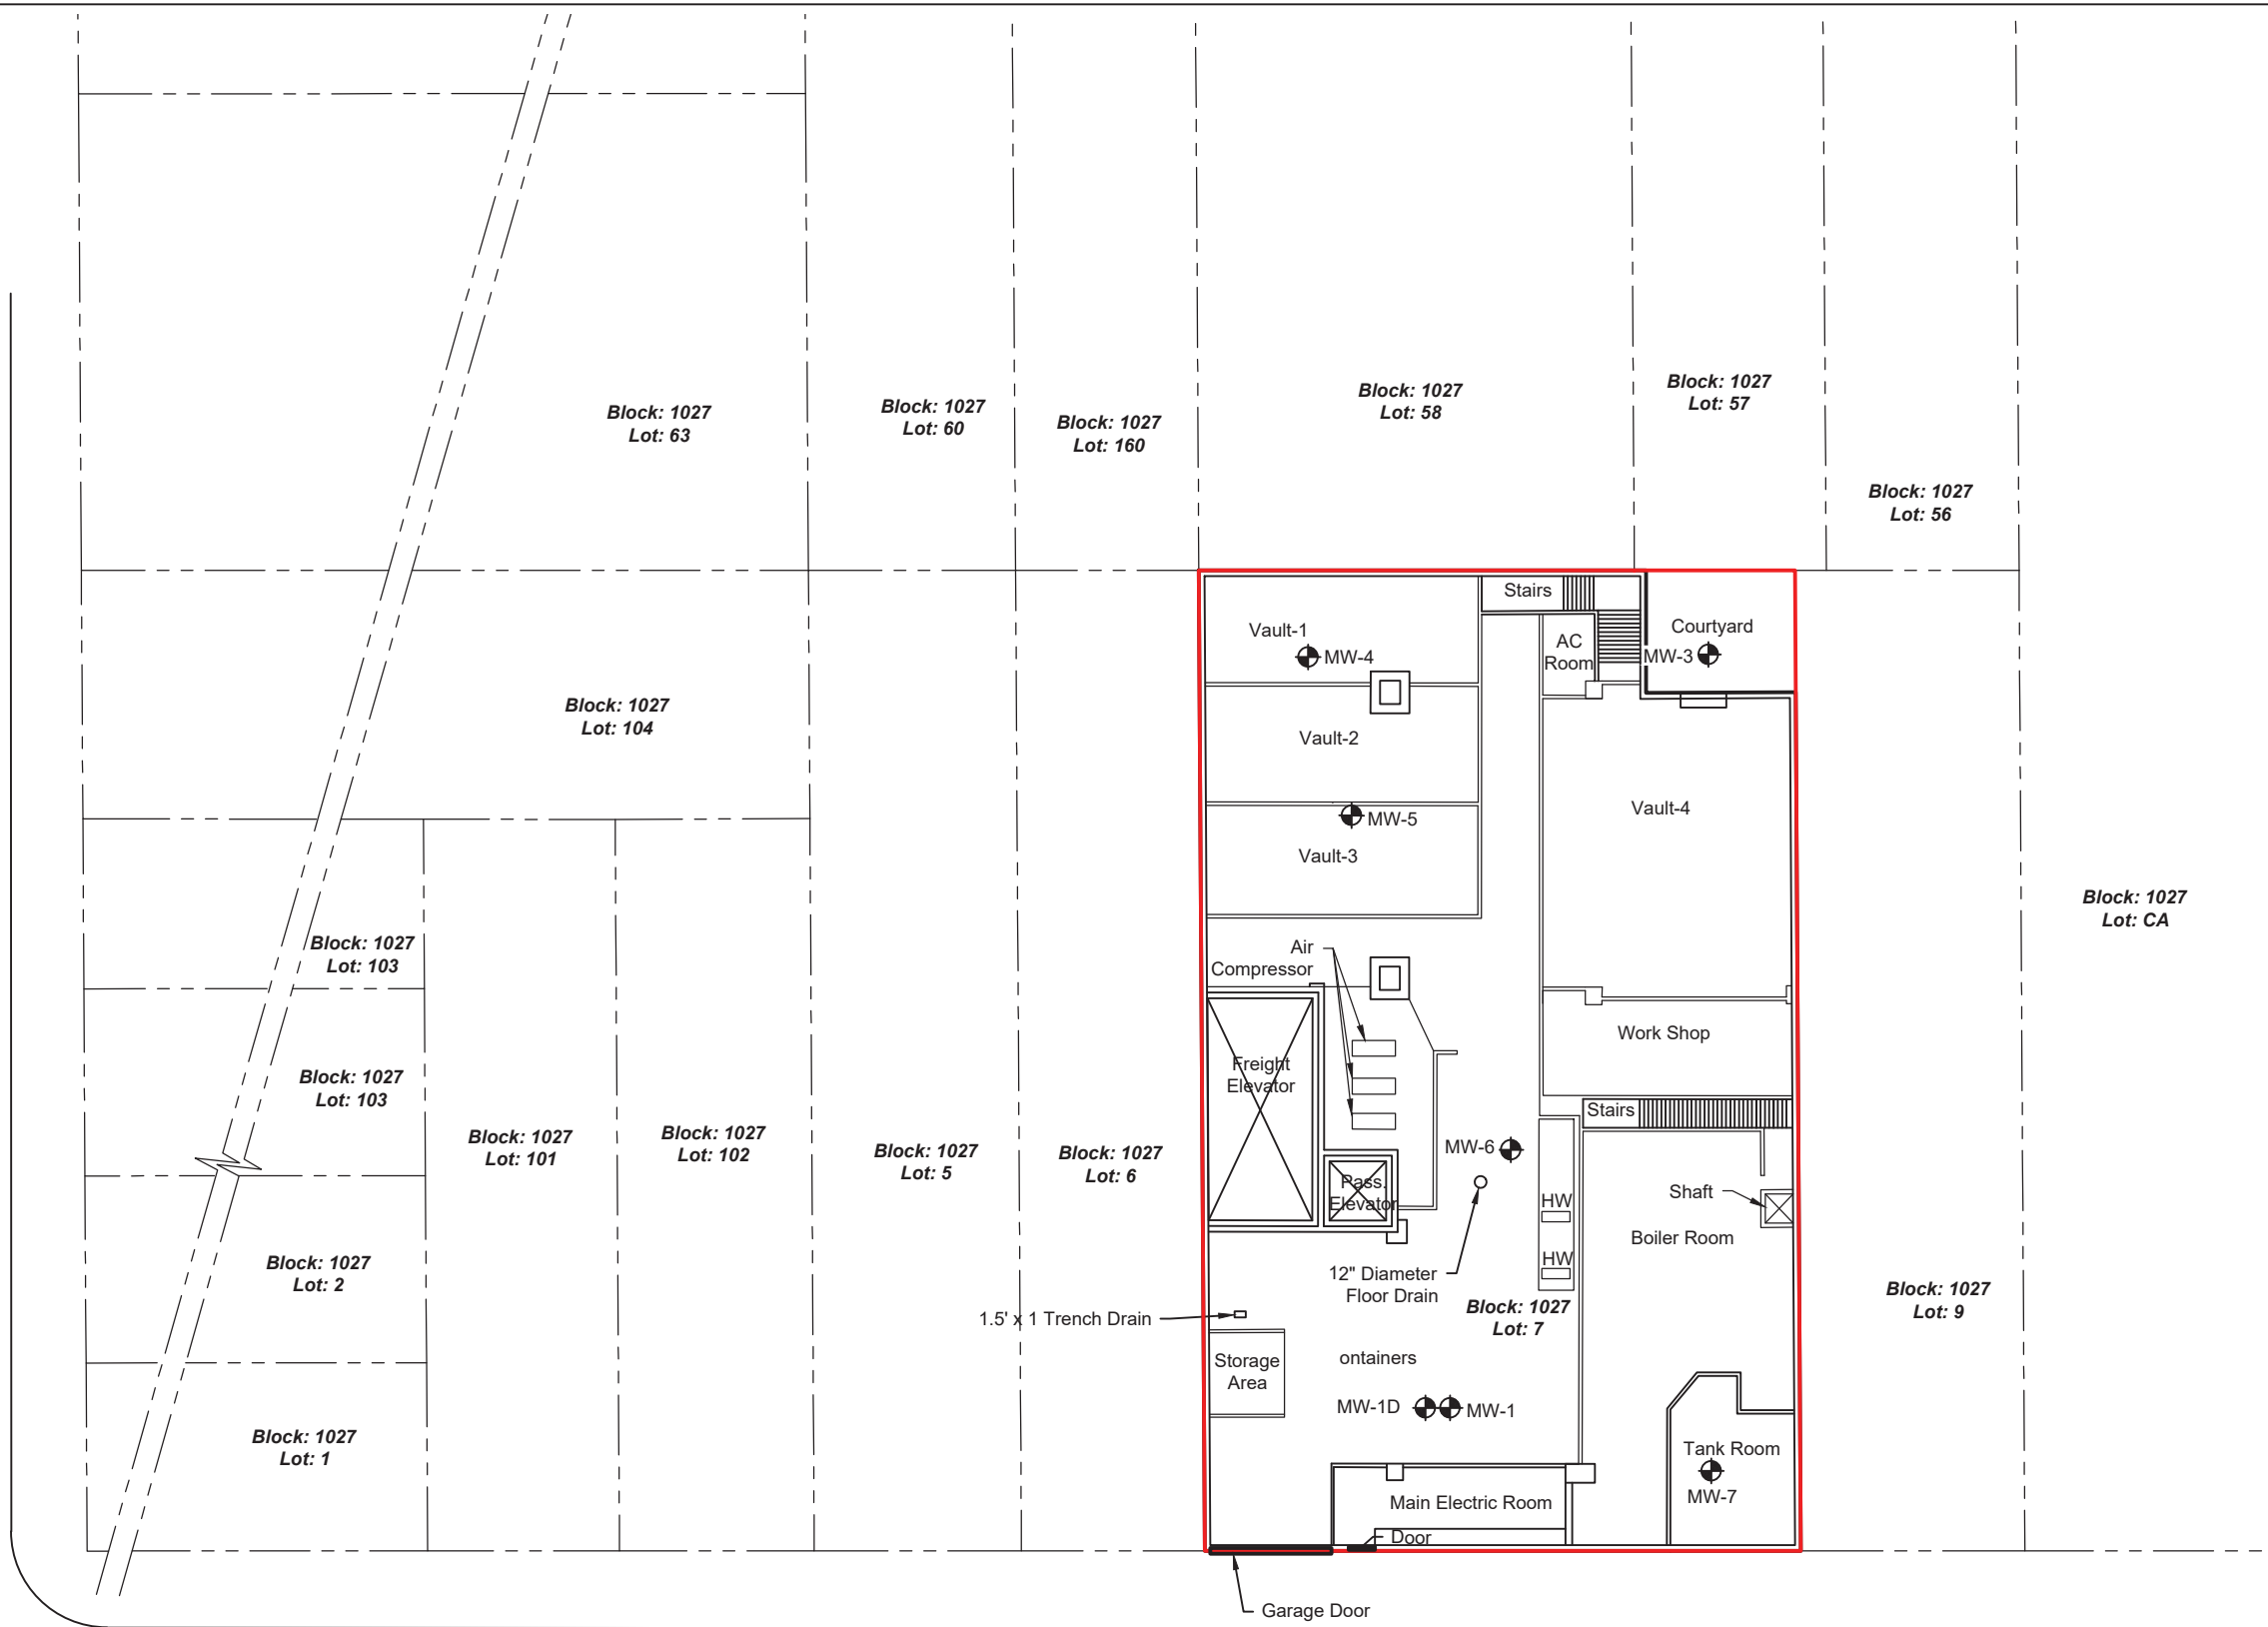 Block: 1027
Lot: 63
Block: 1027
Lot: 60
Block: 1027
Lot: 160
Block: 1027
Lot: 58
Block: 1027
Lot: 57
Block: 1027
Lot: 56
Block: 1027
Lot: 104
Block: 1027
Lot: 103
Block: 1027
Lot: 103
Block: 1027
Lot: 101
Block: 1027
Lot: 102
Block: 1027
Lot: 5
Block: 1027
Lot: 6
Block: 1027
Lot: 2
Block: 1027
Lot: 1
Stairs
Vault-1
MW-4
AC
Room
Courtyard
MW-3
Vault-2
MW-5
Vault-3
Vault-4
Block: 1027
Lot: CA
Air
Compressor
Work Shop
Freight
Elevator
Stairs
MW-6
Pass.
Elevator
HW
Shaft
Boiler Room
HW
12" Diameter
Floor Drain
Block: 1027
Lot: 7
Block: 1027
Lot: 9
1.5' x 1 Trench Drain
Storage
Area
ontainers
MW-1D
MW-1
Tank Room
MW-7
Main Electric Room
Door
Garage Door